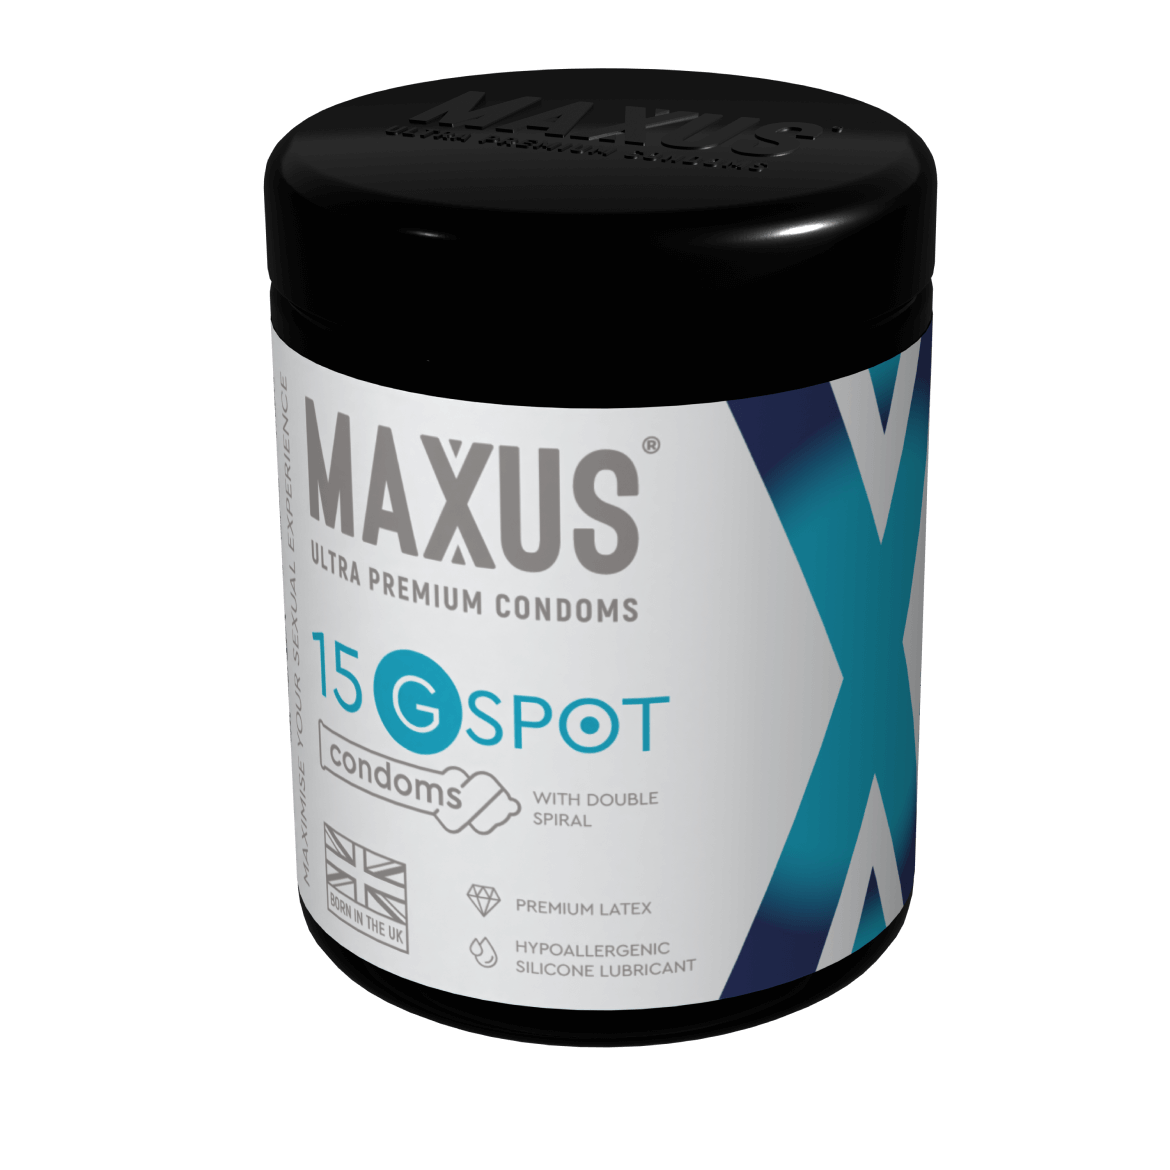 MAXUS
ULTRA PREMIUM CONDOMS
MAXIMISE YOUR SEXUAL EXPERIENCE
MAXUS®
ULTRA PREMIUM CONDOMS
15 G SPOT
condoms
WITH DOUBLE
SPIRAL
BORN IN THE UK
PREMIUM LATEX
HYPOALLERGENIC
SILICONE LUBRICANT